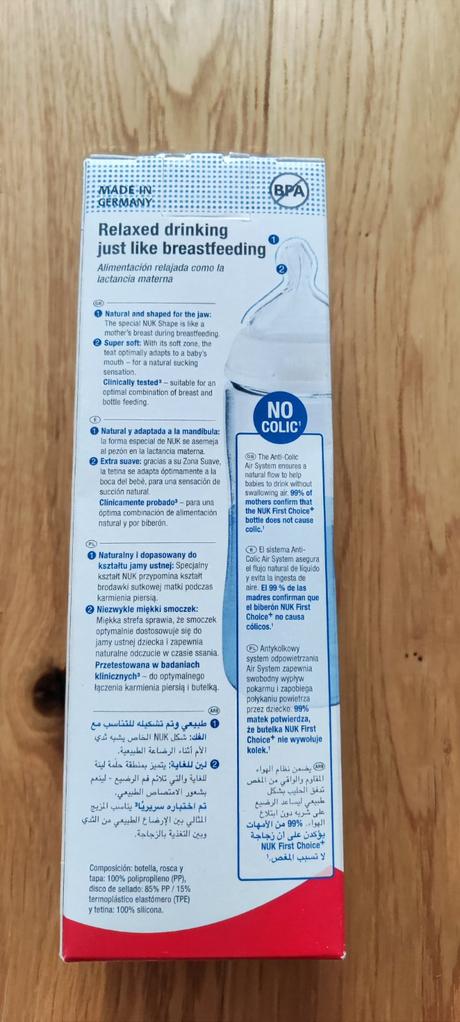 MADE IN
GERMANY
BPA
Relaxed drinking
just like breastfeeding
Alimentación relajada como la
lactancia materna
1
2
GB
1 Natural and shaped for the jaw:
The special NUK Shape is like a
mother's breast during breastfeeding.
2 Super soft: With its soft zone, the
teat optimally adapts to a baby's
mouth – for a natural sucking
sensation.
Clinically tested³ – suitable for an
optimal combination of breast and
bottle feeding.
E
1 Natural y adaptada a la mandíbula:
la forma especial de NUK se asemeja
al pezón en la lactancia materna.
2 Extra suave: gracias a su Zona Suave,
la tetina se adapta óptimamente a la
boca del bebé, para una sensación de
succión natural.
Clínicamente probado³ – para una
óptima combinación de alimentación
natural y por biberón.
PL
1 Naturalny i dopasowany do
kształtu jamy ustnej: Specjalny
kształt NUK przypomina kształt
brodawki sutkowej matki podczas
karmienia piersią.
2 Niezwykle miękki smoczek:
Miękka strefa sprawia, że smoczek
optymalnie dostosowuje się do
jamy ustnej dziecka i zapewnia
naturalne odczucie w czasie ssania.
Przetestowana w badaniach
klinicznych³ – do optymalnego
łączenia karmienia piersią i butelką.
AR
1 طبيعي وتم تشكيله للتناسب مع
الفك: شكل NUK الخاص يشبه ثدي
الأم أثناء الرضاعة الطبيعية.
2 لين للغاية: يتميز بمنطقة حلمة لينة
للغاية والتي تلائم فم الرضيع - لينعم
بشعور الامتصاص الطبيعي.
تم اختباره سريريًا³ يناسب المزيج
المثالي بين الإرضاع الطبيعي من الثدي
وبين التغذية بالزجاجة.
Composición: botella, rosca y
tapa: 100% polipropileno (PP),
disco de sellado: 85% PP / 15%
termoplástico elastómero (TPE)
y tetina: 100% silicona.
NO
COLIC¹
GB The Anti-Colic
Air System ensures a
natural flow to help
babies to drink without
swallowing air. 99% of
mothers confirm that
the NUK First Choice⁺
bottle does not cause
colic.¹
E El sistema Anti-
Colic Air System asegura
el flujo natural de líquido
y evita la ingesta de
aire. El 99 % de las
madres confirman que
el biberón NUK First
Choice⁺ no causa
cólicos.¹
PL Antykolkowy
system odpowietrzania
Air System zapewnia
swobodny wypływ
pokarmu i zapobiega
połykaniu powietrza
przez dziecko. 99%
matek potwierdza,
że butelka NUK First
Choice⁺ nie wywołuje
kolek.¹
AR يضمن نظام الهواء
المقاوم والواقي من المغص
تدفق الحليب بشكل
طبيعي ليساعد الرضيع
على شربه دون ابتلاع
الهواء. 99% من الأمهات
يؤكدن على أن زجاجة
NUK First Choice⁺
لا تسبب المغص.¹